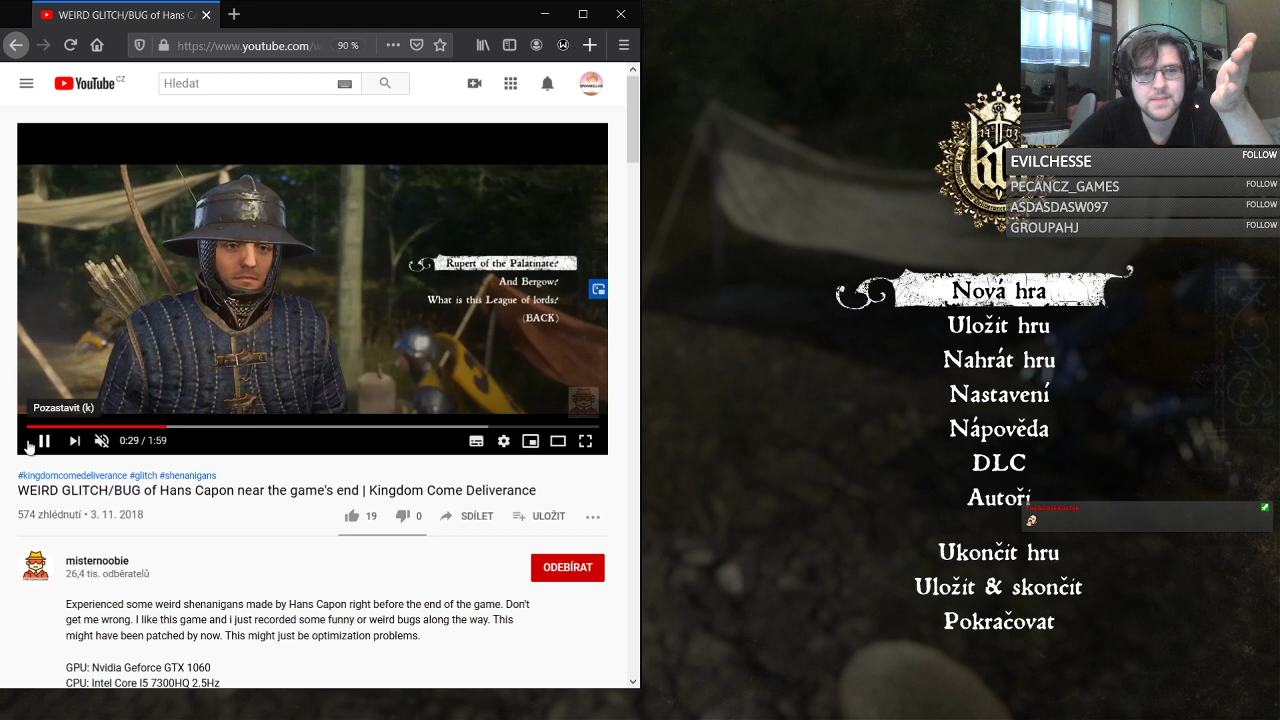 WEIRD GLITCH/BUG of Hans C
https://www.youtube.com/w
90 %
YouTube CZ
Hledat
Rupert of the Palatinate?
And Bergow?
What is this League of lords?
(BACK)
Pozastavit (k)
0:29 / 1:59
#kingdomcomedeliverance #glitch #shenanigans
WEIRD GLITCH/BUG of Hans Capon near the game's end | Kingdom Come Deliverance
574 zhlédnutí • 3. 11. 2018
19
0
SDÍLET
ULOŽIT
misternoobie
26,4 tis. odběratelů
ODEBÍRAT
Experienced some weird shenanigans made by Hans Capon right before the end of the game. Don't
get me wrong. I like this game and i just recorded some funny or weird bugs along the way. This
might have been patched by now. This might just be optimization problems.
GPU: Nvidia Geforce GTX 1060
CPU: Intel Core I5 7300HQ 2.5Hz
14 03
EVILCHESSE FOLLOW
PECANCZ_GAMES FOLLOW
ASDASDASW097 FOLLOW
GROUPAHJ FOLLOW
Nová hra
Uložit hru
Nahrát hru
Nastavení
Nápověda
DLC
Autoři
Ukončit hru
Uložit & skončit
Pokračovat